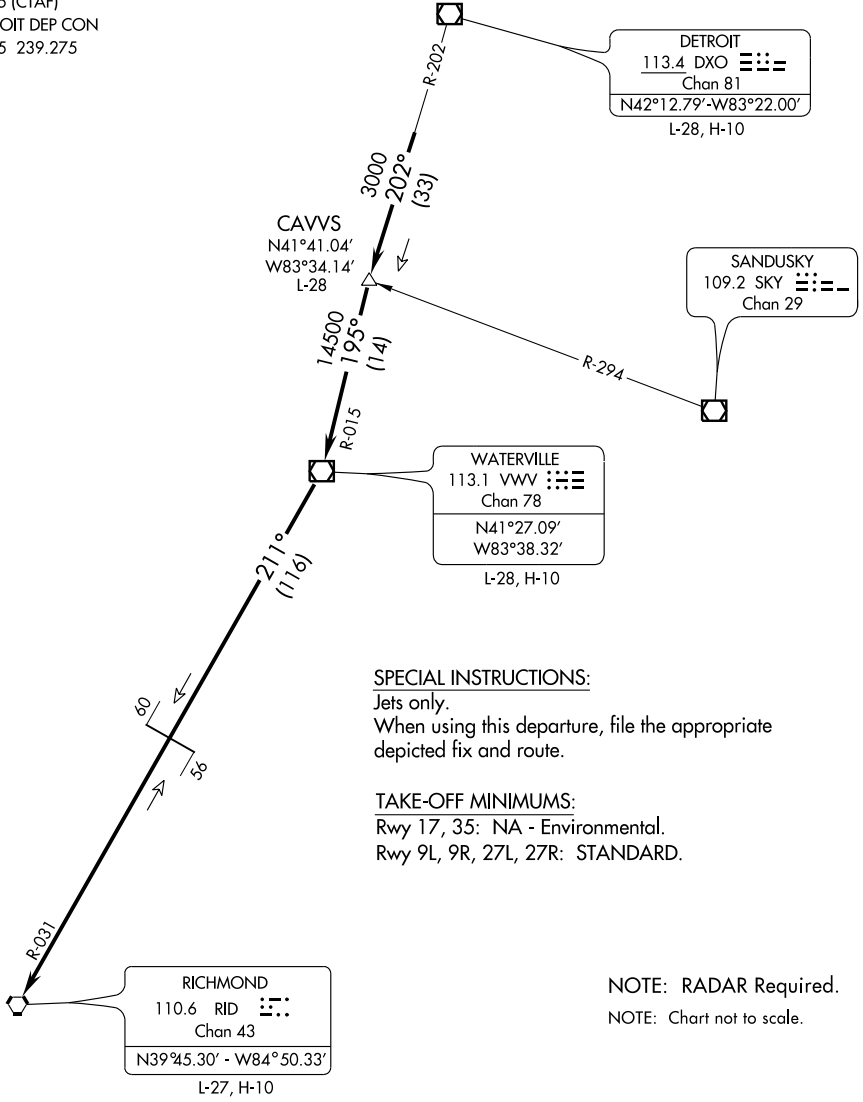 (CTAF)
DEP CON
239.275
R-202
DETROIT
113.4 DXO
Chan 81
N42°12.79'-W83°22.00'
L-28, H-10
3000
202°
(33)
CAVVS
N41°41.04'
W83°34.14'
L-28
SANDUSKY
109.2 SKY
Chan 29
14500
195°
(14)
R-294
R-015
WATERVILLE
113.1 VWV
Chan 78
N41°27.09'
W83°38.32'
L-28, H-10
211°
(116)
SPECIAL INSTRUCTIONS:
Jets only.
When using this departure, file the appropriate
depicted fix and route.
60
56
TAKE-OFF MINIMUMS:
Rwy 17, 35: NA - Environmental.
Rwy 9L, 9R, 27L, 27R: STANDARD.
R-031
RICHMOND
110.6 RID
Chan 43
N39°45.30' - W84°50.33'
L-27, H-10
NOTE: RADAR Required.
NOTE: Chart not to scale.